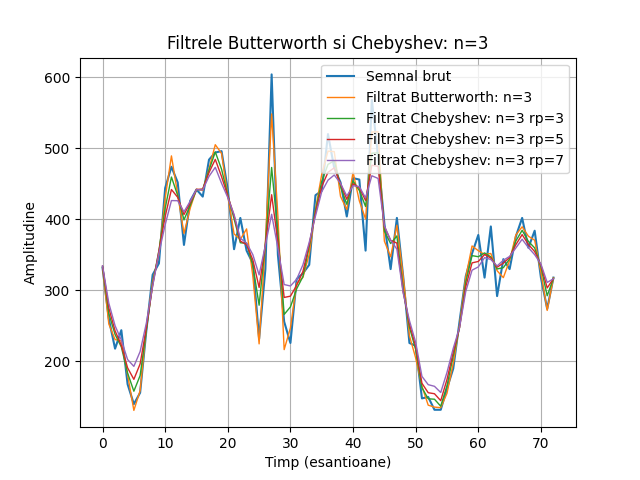 Filtrele Butterworth si Chebyshev: n=3
Semnal brut
Filtrat Butterworth: n=3
Filtrat Chebyshev: n=3 rp=3
Filtrat Chebyshev: n=3 rp=5
Filtrat Chebyshev: n=3 rp=7
Amplitudine
600
500
400
300
200
0 10 20 30 40 50 60 70
Timp (esantioane)